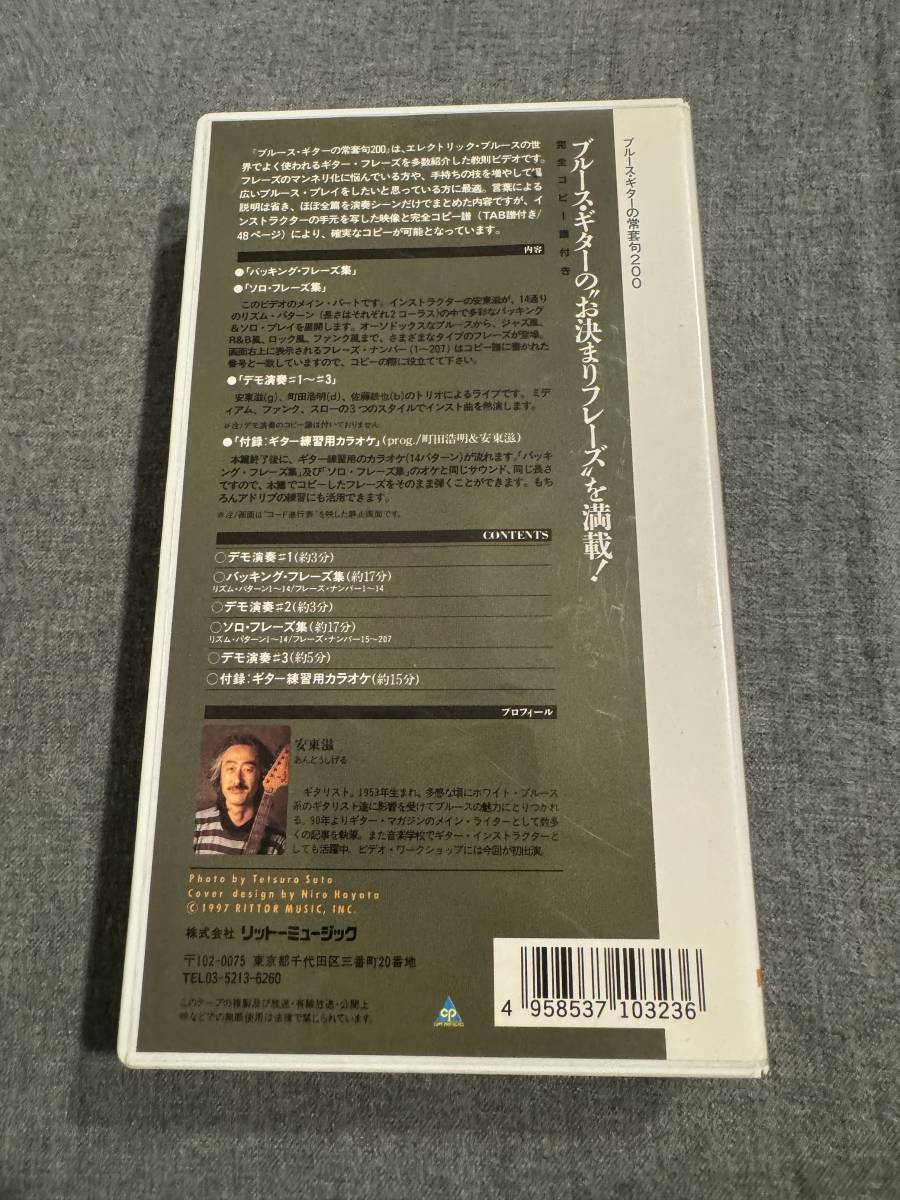 ブルース・ギターの常套句200
ブルース・ギターの“お決まりフレーズ”を満載!
完全コピー譜付き
『ブルース・ギターの常套句200』は、エレクトリック・ブルースの世
界でよく使われるギター・フレーズを多数紹介した教則ビデオです。
フレーズのマンネリ化に悩んでいる方や、手持ちの技を増やして幅
広いブルース・プレイをしたいと思っている方に最適。言葉による
説明は省き、ほぼ全篇を演奏シーンだけでまとめた内容ですが、イ
ンストラクターの手元を写した映像と完全コピー譜(TAB譜付き/
48ページ)により、確実なコピーが可能となっています。
内容
●「バッキング・フレーズ集」
●「ソロ・フレーズ集」
このビデオのメイン・パートです。インストラクターの安東滋が、14通り
のリズム・パターン(長さはそれぞれ2コーラス)の中で多彩なバッキング
&ソロ・プレイを展開します。オーソドックスなブルースから、ジャズ風、
R&B風、ロック風、ファンク風まで、さまざまなタイプのフレーズが登場。
画面右上に表示されるフレーズ・ナンバー(1〜207)はコピー譜に書かれた
番号と一致していますので、コピーの際に役立てて下さい。
●「デモ演奏♯1〜♯3」
安東滋(g)、町田浩明(d)、佐藤鉄也(b)のトリオによるライブです。ミデ
ィアム、ファンク、スローの3つのスタイルでインスト曲を熱演します。
※注/デモ演奏のコピー譜は付いておりません
●「付録:ギター練習用カラオケ」(prog./町田浩明&安東滋)
本篇終了後に、ギター練習用のカラオケ(14パターン)が流れます。「バッキ
ング・フレーズ集」及び「ソロ・フレーズ集」のオケと同じサウンド、同じ長さ
ですので、本篇でコピーしたフレーズをそのまま弾くことができます。もち
ろんアドリブの練習にも活用できます。
※注/画面は“コード進行表”を映した静止画面です。
CONTENTS
○デモ演奏♯1(約3分)
○バッキング・フレーズ集(約17分)
リズム・パターン1〜14/フレーズ・ナンバー1〜14
○デモ演奏♯2(約3分)
○ソロ・フレーズ集(約17分)
リズム・パターン1〜14/フレーズ・ナンバー15〜207
○デモ演奏♯3(約5分)
○付録:ギター練習用カラオケ(約15分)
プロフィール
安東滋
あんどうしげる
ギタリスト。1953年生まれ。多感な頃にホワイト・ブルース
系のギタリスト達に影響を受けてブルースの魅力にとりつかれ
る。90年よりギター・マガジンのメイン・ライターとして数多
くの記事を執筆。また音楽学校でギター・インストラクターと
しても活躍中。ビデオ・ワークショップには今回が初出演。
Photo by Tetsuro Sato
Cover design by Niro Hayata
© 1997 RITTOR MUSIC, INC.
株式会社 リットーミュージック
〒102-0075 東京都千代田区三番町20番地
TEL03-5213-6260
このテープの複製及び放送・有線放送・公開上
映などでの無断使用は法律で禁じられています。
CP
4 958537 103236